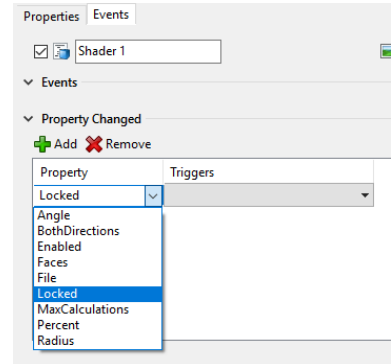 Properties Events
Shader 1
Events
Property Changed
Add Remove
Property Triggers
Locked
Angle
BothDirections
Enabled
Faces
File
Locked
MaxCalculations
Percent
Radius